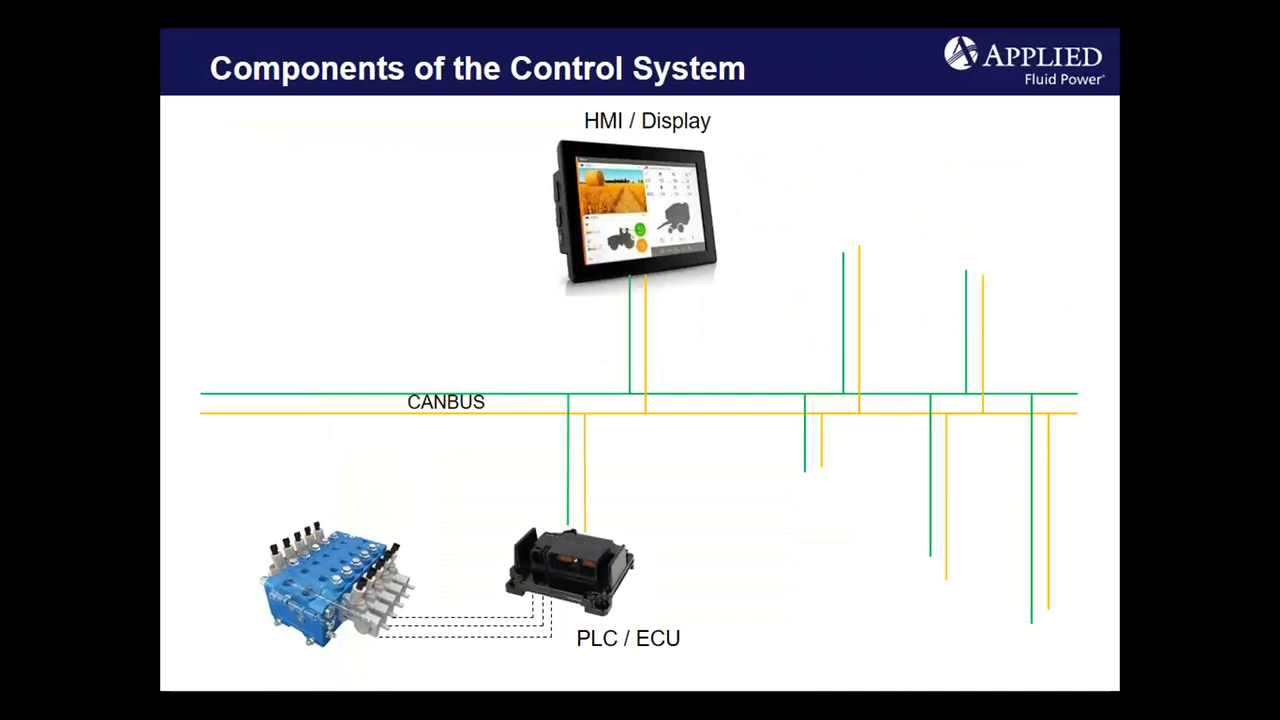 Components of the Control System
APPLIED
Fluid Power
HMI / Display
CANBUS
PLC / ECU